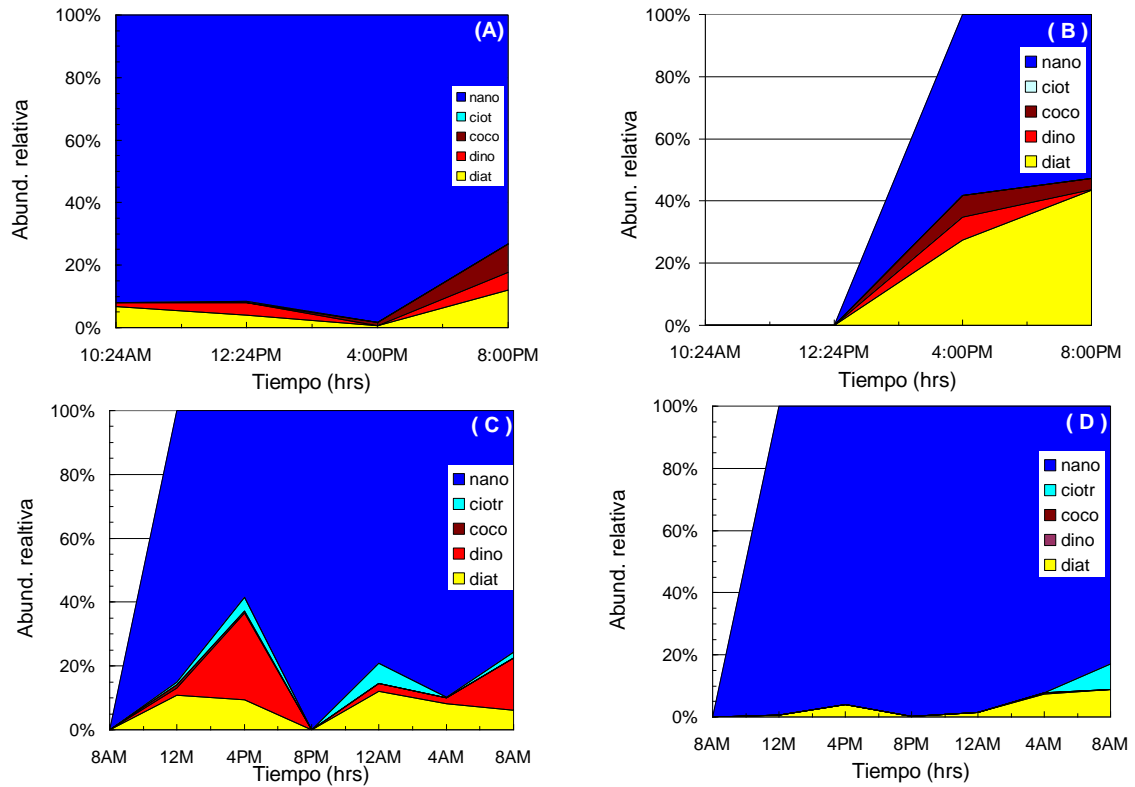 (A)
100%
80%
60%
40%
20%
0%
Abund. relativa
nano
ciot
coco
dino
diat
10:24AM 12:24PM 4:00PM 8:00PM
Tiempo (hrs)
( B )
100%
80%
60%
40%
20%
0%
Abun. relativa
nano
ciot
coco
dino
diat
10:24AM 12:24PM 4:00PM 8:00PM
Tiempo (hrs)
( C )
100%
80%
60%
40%
20%
0%
Abund. realtiva
nano
ciotr
coco
dino
diat
8AM 12M 4PM 8PM 12AM 4AM 8AM
Tiempo (hrs)
( D )
100%
80%
60%
40%
20%
0%
Abund. relativa
nano
ciotr
coco
dino
diat
8AM 12M 4PM 8PM 12AM 4AM 8AM
Tiempo (hrs)